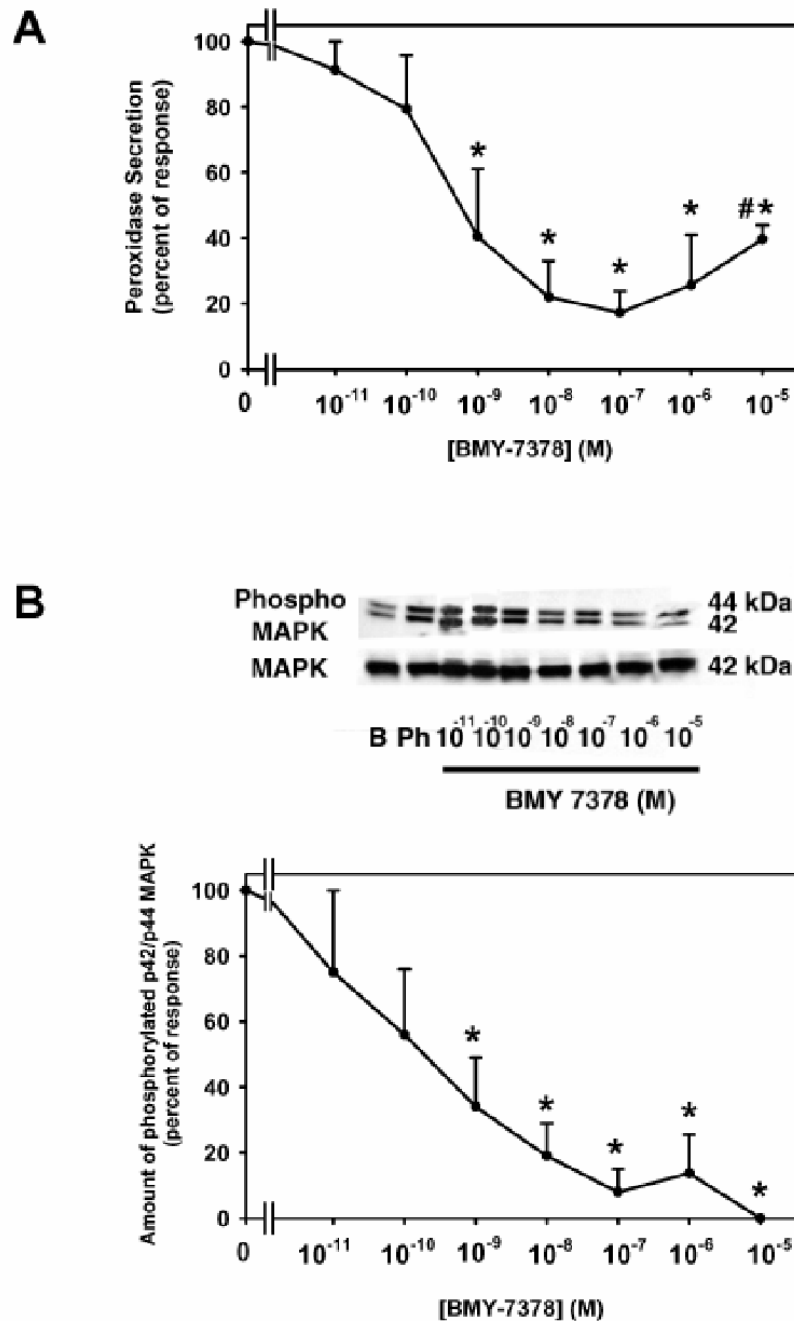 A
Peroxidase Secretion
(percent of response)
100
80
60
40
20
0
* * * * #*
0 10⁻¹¹ 10⁻¹⁰ 10⁻⁹ 10⁻⁸ 10⁻⁷ 10⁻⁶ 10⁻⁵
[BMY-7378] (M)
B
Phospho MAPK
44 kDa
42
MAPK
42 kDa
B Ph 10⁻¹¹ 10⁻¹⁰ 10⁻⁹ 10⁻⁸ 10⁻⁷ 10⁻⁶ 10⁻⁵
BMY 7378 (M)
Amount of phosphorylated p42/p44 MAPK
(percent of response)
100
80
60
40
20
0
* * * * *
0 10⁻¹¹ 10⁻¹⁰ 10⁻⁹ 10⁻⁸ 10⁻⁷ 10⁻⁶ 10⁻⁵
[BMY-7378] (M)